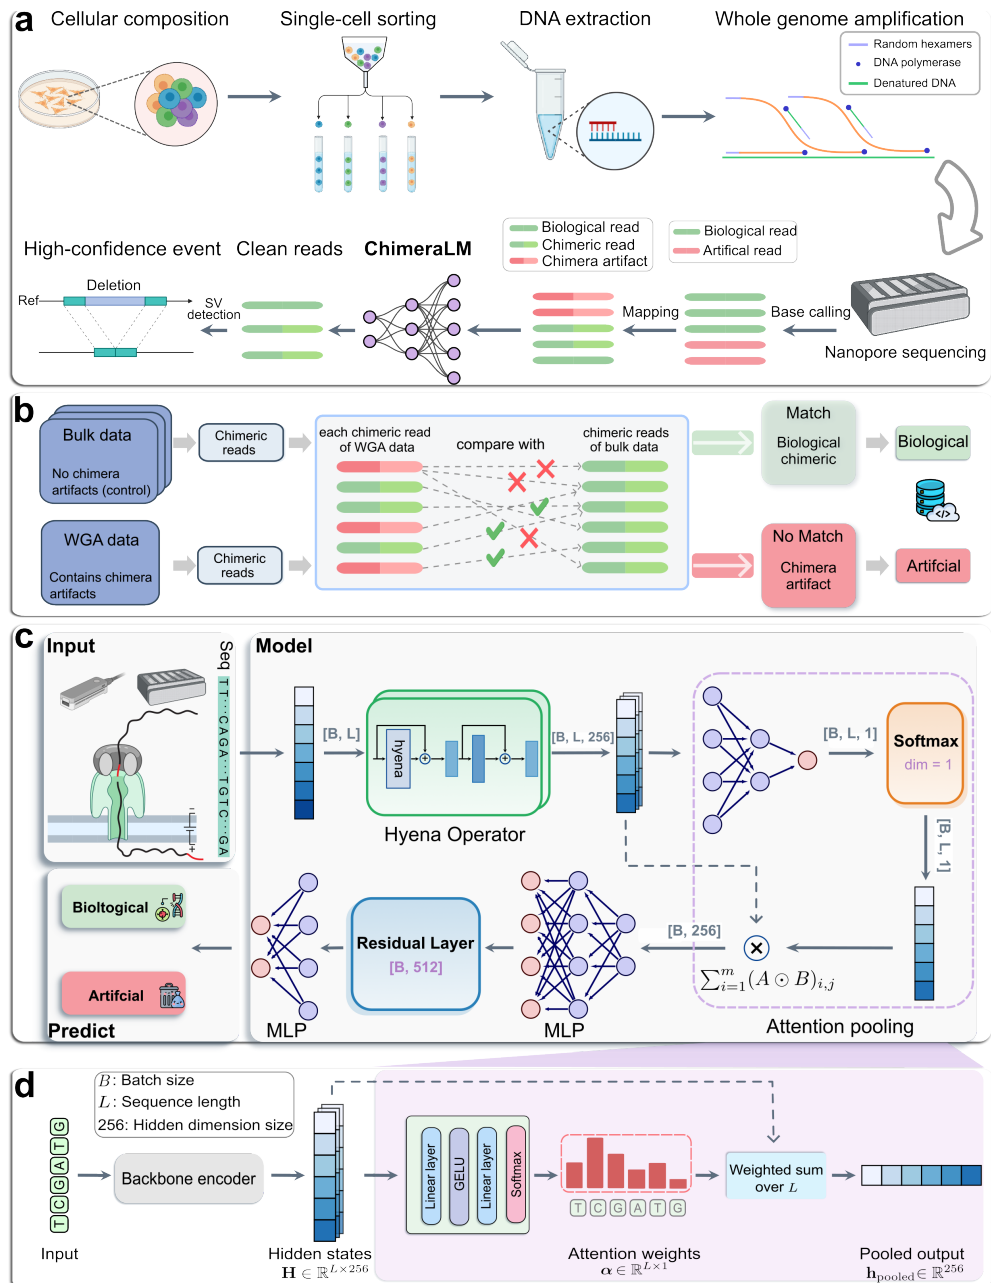 a
Cellular composition
Single-cell sorting
DNA extraction
Whole genome amplification
Random hexamers
DNA polymerase
Denatured DNA
High-confidence event
Clean reads
ChimeraLM
Biological read
Chimeric read
Chimera artifact
Biological read
Artifical read
Ref
Deletion
SV
detection
Mapping
Base calling
Nanopore sequencing
b
Bulk data
No chimera
artifacts (control)
Chimeric
reads
WGA data
Contains chimera
artifacts
Chimeric
reads
each chimeric read
of WGA data
compare with
chimeric reads
of bulk data
Match
Biological
chimeric
Biological
No Match
Chimera
artifact
Artifcial
c
Input
Seq
TT···CAGA···TGTC···GA
Model
[B, L]
hyena
Hyena Operator
[B, L, 256]
[B, L, 1]
Softmax
dim = 1
[B, L, 1]
Bioltogical
Artifcial
Predict
MLP
Residual Layer
[B, 512]
MLP
[B, 256]
∑ᵐᵢ₌₁(A ⊙ B)ᵢ,ⱼ
Attention pooling
d
B: Batch size
L: Sequence length
256: Hidden dimension size
TCGATG
Input
Backbone encoder
Hidden states
H ∈ ℝ^{L×256}
Linear layer
GELU
Linear layer
Softmax
T C G A T G
Attention weights
α ∈ ℝ^{L×1}
Weighted sum
over L
Pooled output
h_pooled ∈ ℝ^{256}